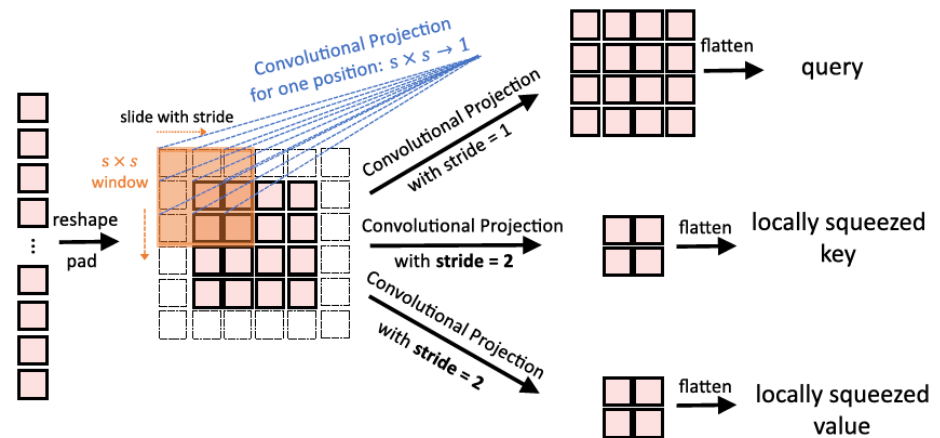 Convolutional Projection
for one position: s × s → 1
slide with stride
s × s
window
reshape
pad
⋮
Convolutional Projection
with stride = 1
flatten
query
Convolutional Projection
with stride = 2
flatten
locally squeezed
key
Convolutional Projection
with stride = 2
flatten
locally squeezed
value